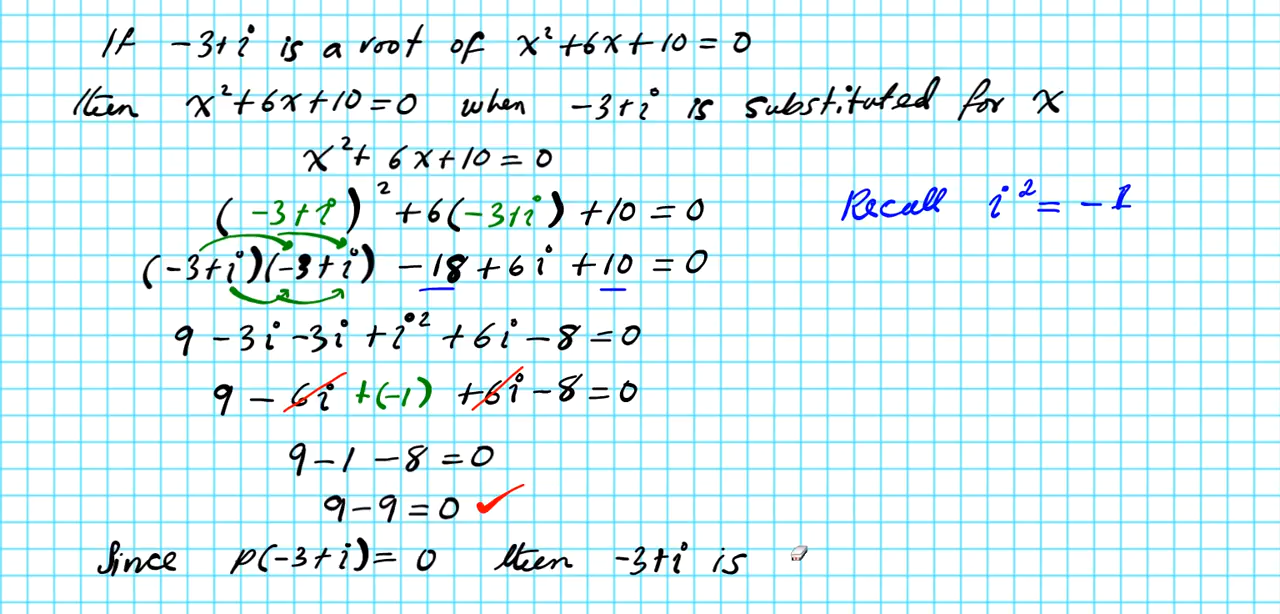 If -3+i is a root of x²+6x+10=0
then x²+6x+10=0 when -3+i is substituted for x
x²+6x+10=0
(-3+i)²+6(-3+i)+10=0
Recall i²=-1
(-3+i)(-3+i)-18+6i+10=0
9-3i-3i+i²+6i-8=0
9-6i+(-1)+6i-8=0
9-1-8=0
9-9=0 ✓
Since p(-3+i)=0 then -3+i is